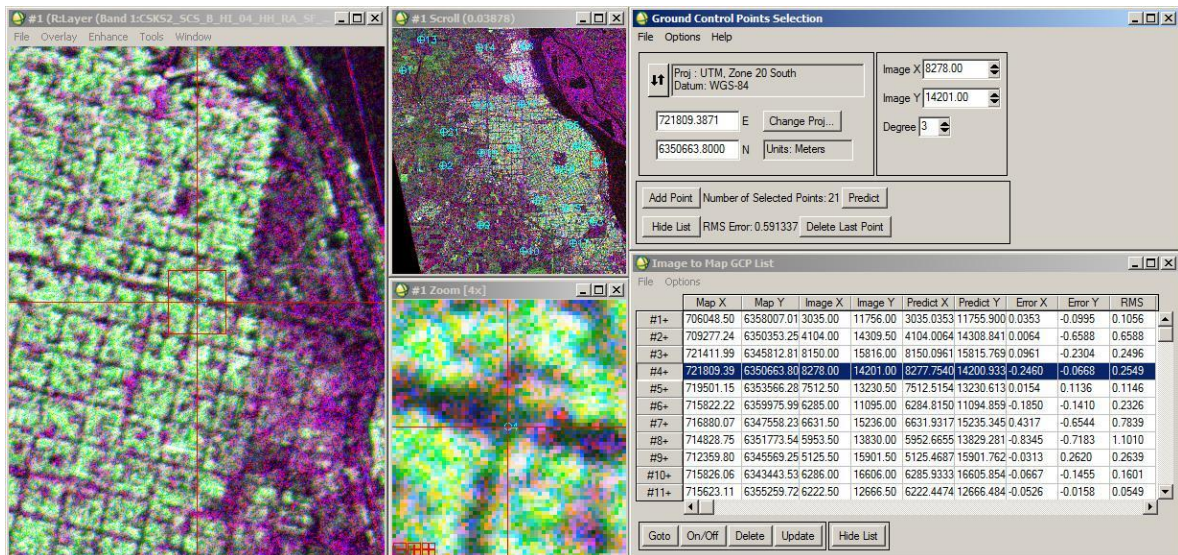 #1 (R:Layer (Band 1:CSKS2_SCS_B_HI_04_HH_RA_SF_
File Overlay Enhance Tools Window
#1 Scroll (0.03878)
#1 Zoom [4x]
Ground Control Points Selection
File Options Help
Proj : UTM, Zone 20 South
Datum: WGS-84
721809.3871 E Change Proj...
6350663.8000 N Units: Meters
Image X 8278.00
Image Y 14201.00
Degree 3
Add Point Number of Selected Points: 21 Predict
Hide List RMS Error: 0.591337 Delete Last Point
Image to Map GCP List
File Options
Map X Map Y Image X Image Y Predict X Predict Y Error X Error Y RMS
#1+ 706048.50 6358007.01 3035.00 11756.00 3035.0353 11755.900 0.0353 -0.0995 0.1056
#2+ 709277.24 6350353.25 4104.00 14309.50 4104.0064 14308.841 0.0064 -0.6588 0.6588
#3+ 721411.99 6345812.81 8150.00 15816.00 8150.0961 15815.769 0.0961 -0.2304 0.2496
#4+ 721809.39 6350663.80 8278.00 14201.00 8277.7540 14200.933 -0.2460 -0.0668 0.2549
#5+ 719501.15 6353566.28 7512.50 13230.50 7512.5154 13230.613 0.0154 0.1136 0.1146
#6+ 715822.22 6359975.99 6285.00 11095.00 6284.8150 11094.859 -0.1850 -0.1410 0.2326
#7+ 716880.07 6347558.23 6631.50 15236.00 6631.9317 15235.345 0.4317 -0.6544 0.7839
#8+ 714828.75 6351773.54 5953.50 13830.00 5952.6655 13829.281 -0.8345 -0.7183 1.1010
#9+ 712359.80 6345569.25 5125.50 15901.50 5125.4687 15901.762 -0.0313 0.2620 0.2639
#10+ 715826.06 6343443.53 6286.00 16606.00 6285.9333 16605.854 -0.0667 -0.1455 0.1601
#11+ 715623.11 6355259.72 6222.50 12666.50 6222.4474 12666.484 -0.0526 -0.0158 0.0549
Goto On/Off Delete Update Hide List